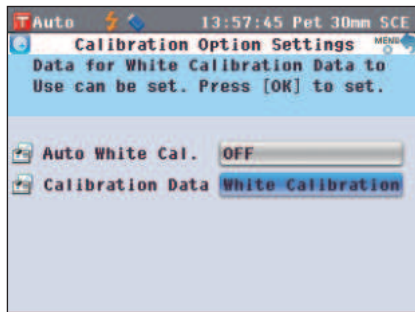 TAuto 13:57:45 Pet 30mm SCE
Calibration Option Settings MENU
Data for White Calibration Data to
Use can be set. Press [OK] to set.
Auto White Cal. OFF
Calibration Data White Calibration